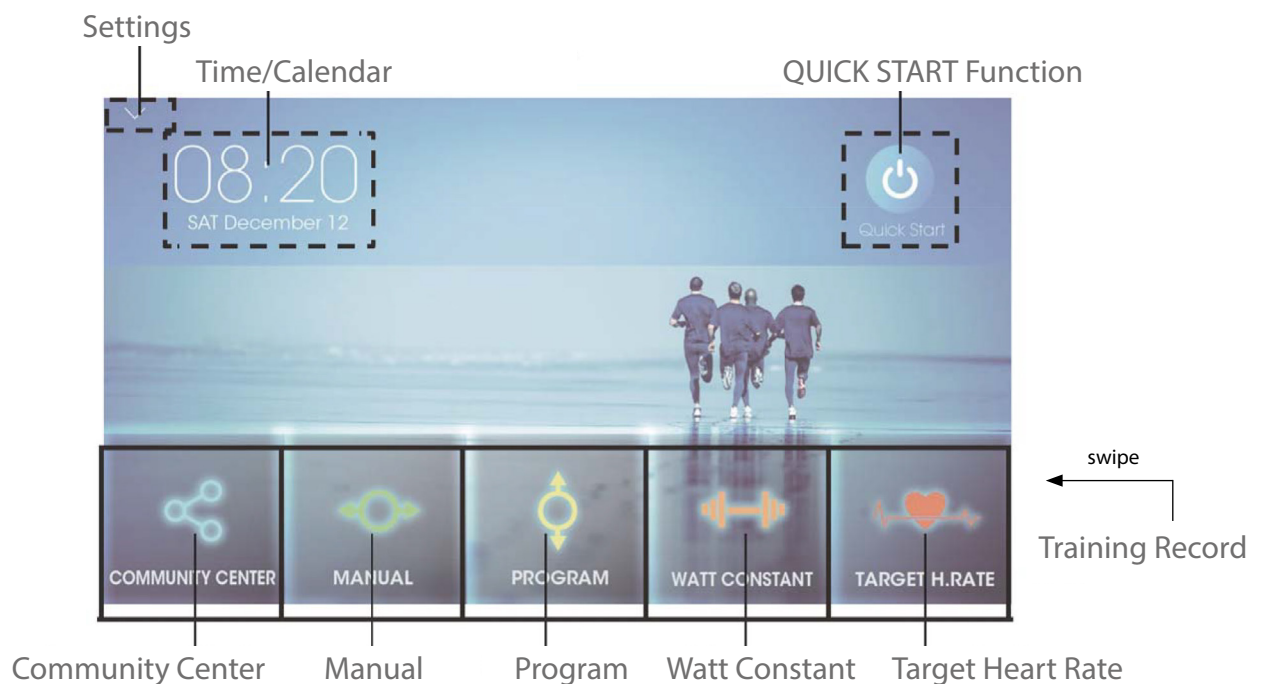 Settings
Time/Calendar
QUICK START Function
08:20
SAT December 12
Quick Start
swipe
Training Record
COMMUNITY CENTER
MANUAL
PROGRAM
WATT CONSTANT
TARGET H.RATE
Community Center
Manual
Program
Watt Constant
Target Heart Rate